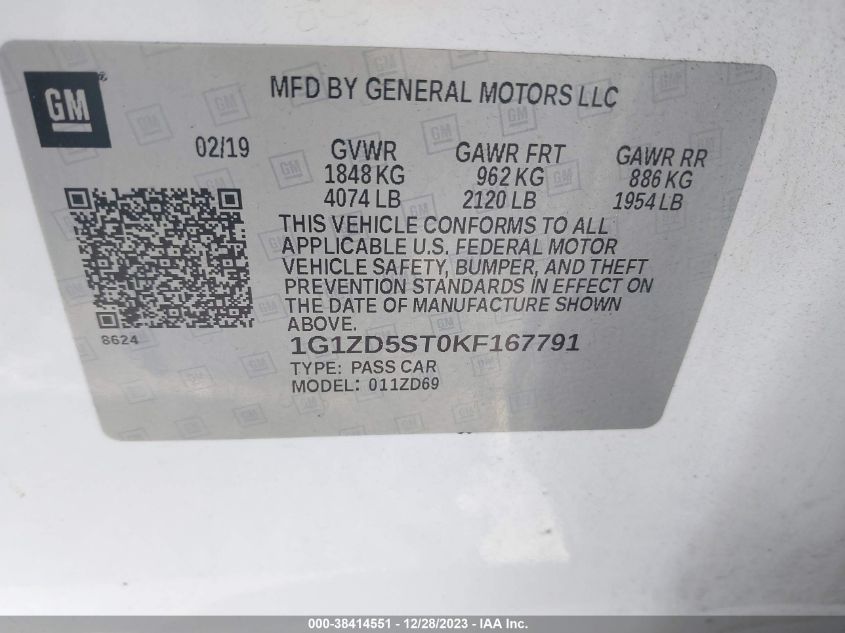 GM
MFD BY GENERAL MOTORS LLC
02/19 GVWR GAWR FRT GAWR RR
1848 KG 962 KG 886 KG
4074 LB 2120 LB 1954 LB
THIS VEHICLE CONFORMS TO ALL
APPLICABLE U.S. FEDERAL MOTOR
VEHICLE SAFETY, BUMPER, AND THEFT
PREVENTION STANDARDS IN EFFECT ON
THE DATE OF MANUFACTURE SHOWN
ABOVE.
8624
1G1ZD5ST0KF167791
TYPE: PASS CAR
MODEL: 011ZD69
000-38414551 - 12/28/2023 - IAA Inc.